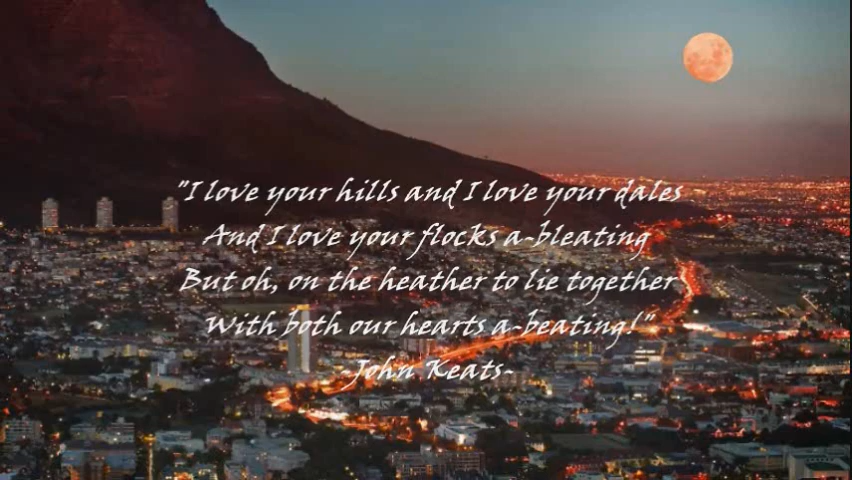 "I love your hills and I love your dales
And I love your flocks a-bleating
But oh, on the heather to lie together
With both our hearts a-beating!"
-John Keats-